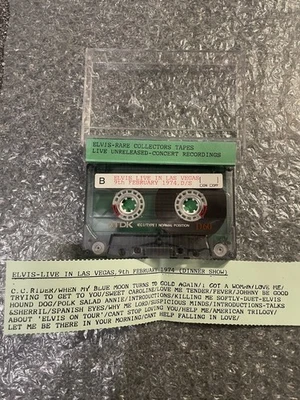 ELVIS-RARE COLLECTORS TAPES
LIVE UNRELEASED-CONCERT RECORDINGS
B
ELVIS LIVE IN LAS VEGAS,
9th FEBRUARY 1974.D/S
TDK
IECI/TYPE I NORMAL POSITION
ELVIS-LIVE IN LAS VEGAS,9th FEBRUARY 1974 (DINNER SHOW)
C.C.RIDER/WHEN MY BLUE MOON TURNS TO GOLD AGAIN/I GOT A WOMAN/LOVE ME/
TRYING TO GET TO YOU/SWEET CAROLINE/LOVE ME TENDER/FEVER/JOHNNY BE GOOD
HOUND DOG/POLK SALAD ANNIE/INTRODUCTIONS/KILLING ME SOFTLY-DUET-ELVIS
&SHERRIL/SPANISH EYES/WHY ME LORD/SUSPICIOUS MINDS/INTRODUCTIONS-TALKS
ABOUT 'ELVIS ON TOUR'/CANT STOP LOVING YOU/HELP ME/AMERICAN TRILOGY/
LET ME BE THERE IN YOUR MORNING/CANT HELP FALLING IN LOVE/